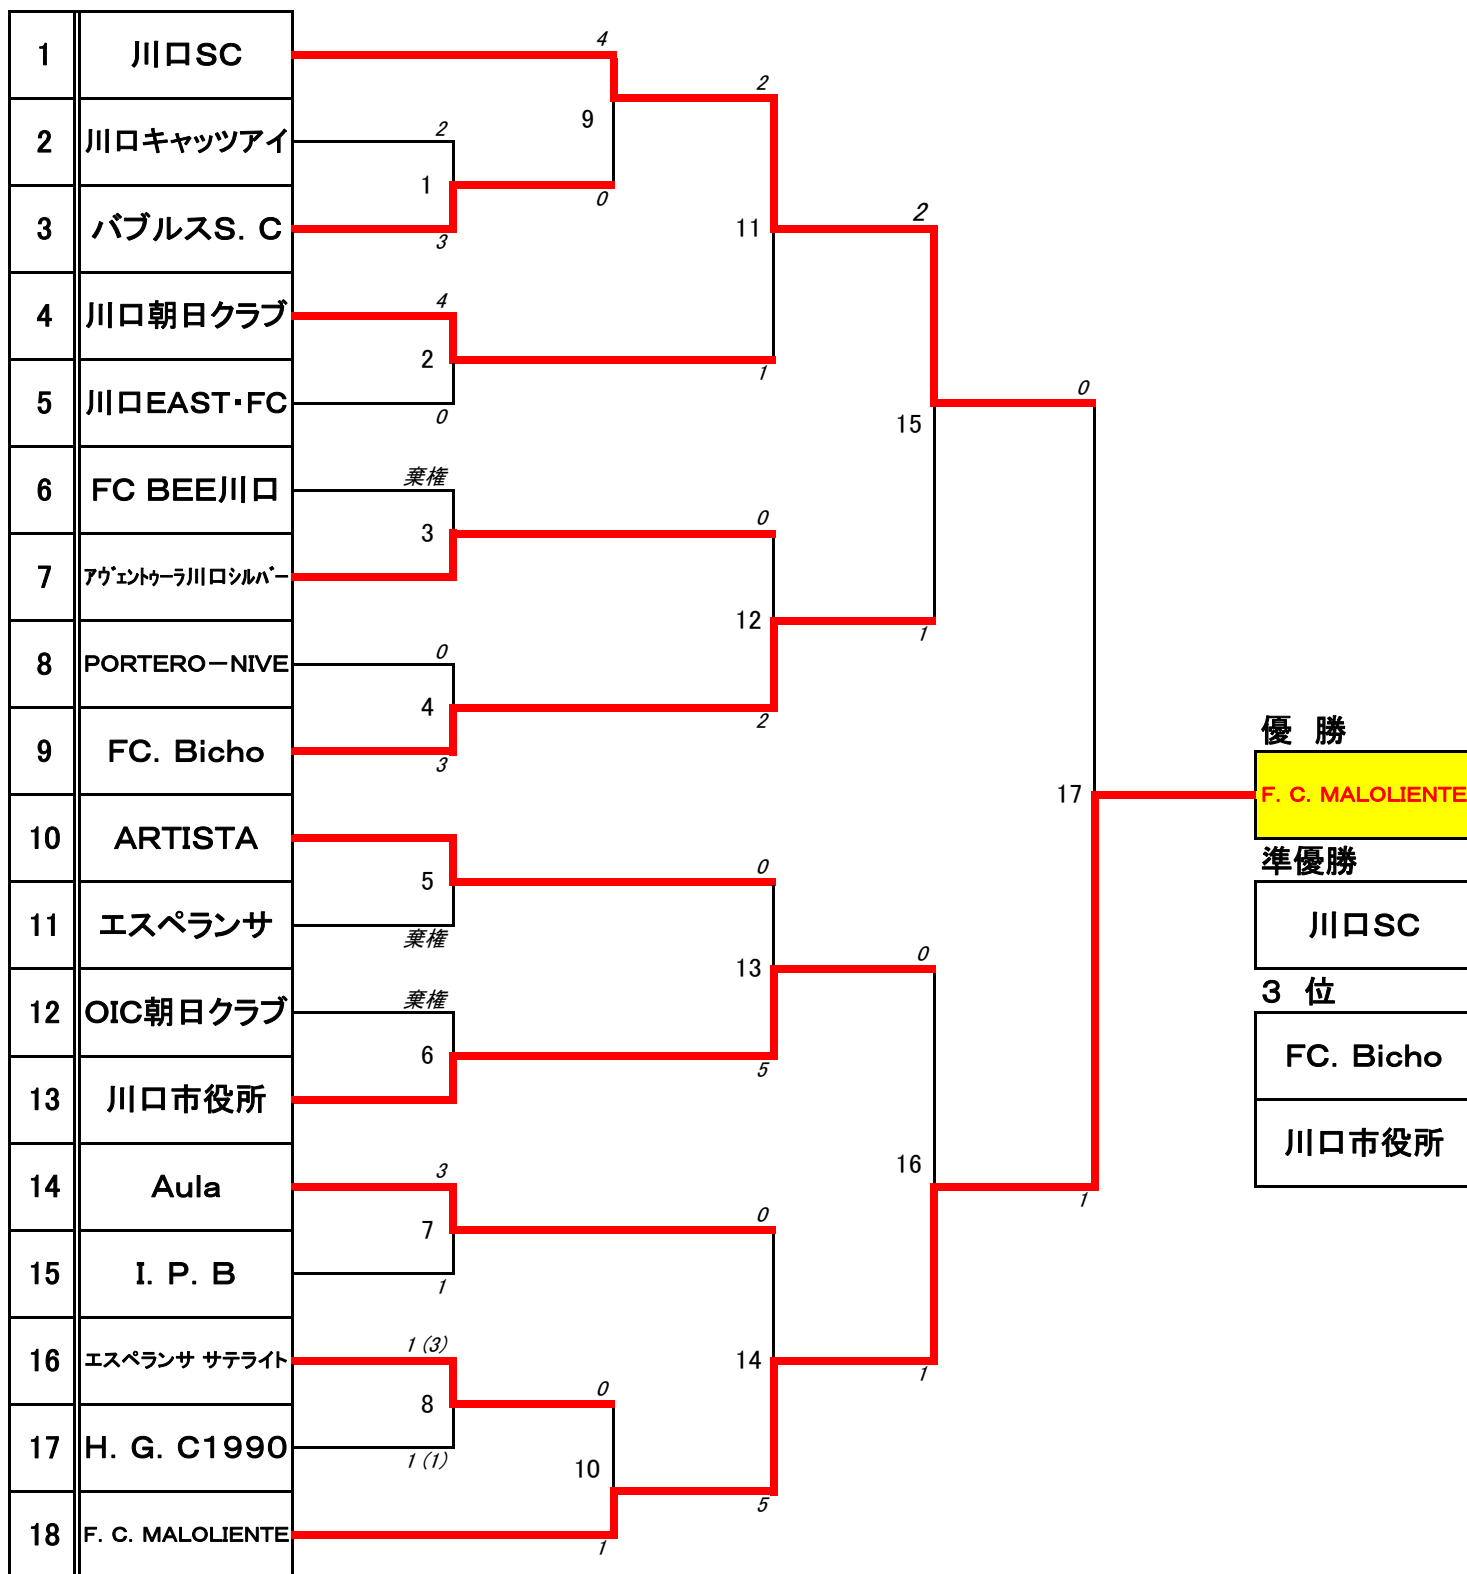 1 川口SC
2 川口キャッツアイ
3 バブルスS. C
4 川口朝日クラブ
5 川口EAST・FC
6 FC BEE川口
7 アヴェントゥーラ川口シルバー
8 PORTERO－NIVE
9 FC. Bicho
10 ARTISTA
11 エスペランサ
12 OIC朝日クラブ
13 川口市役所
14 Aula
15 I. P. B
16 エスペランサ サテライト
17 H. G. C1990
18 F. C. MALOLIENTE
2
1
3
4
2
0
棄権
3
0
4
3
5
棄権
棄権
6
3
7
1
1 (3)
8
1 (1)
4
9
0
0
10
1
2
11
1
0
12
2
0
13
5
0
14
5
2
15
1
0
16
1
0
17
1
優 勝
F. C. MALOLIENTE
準優勝
川口SC
3 位
FC. Bicho
川口市役所